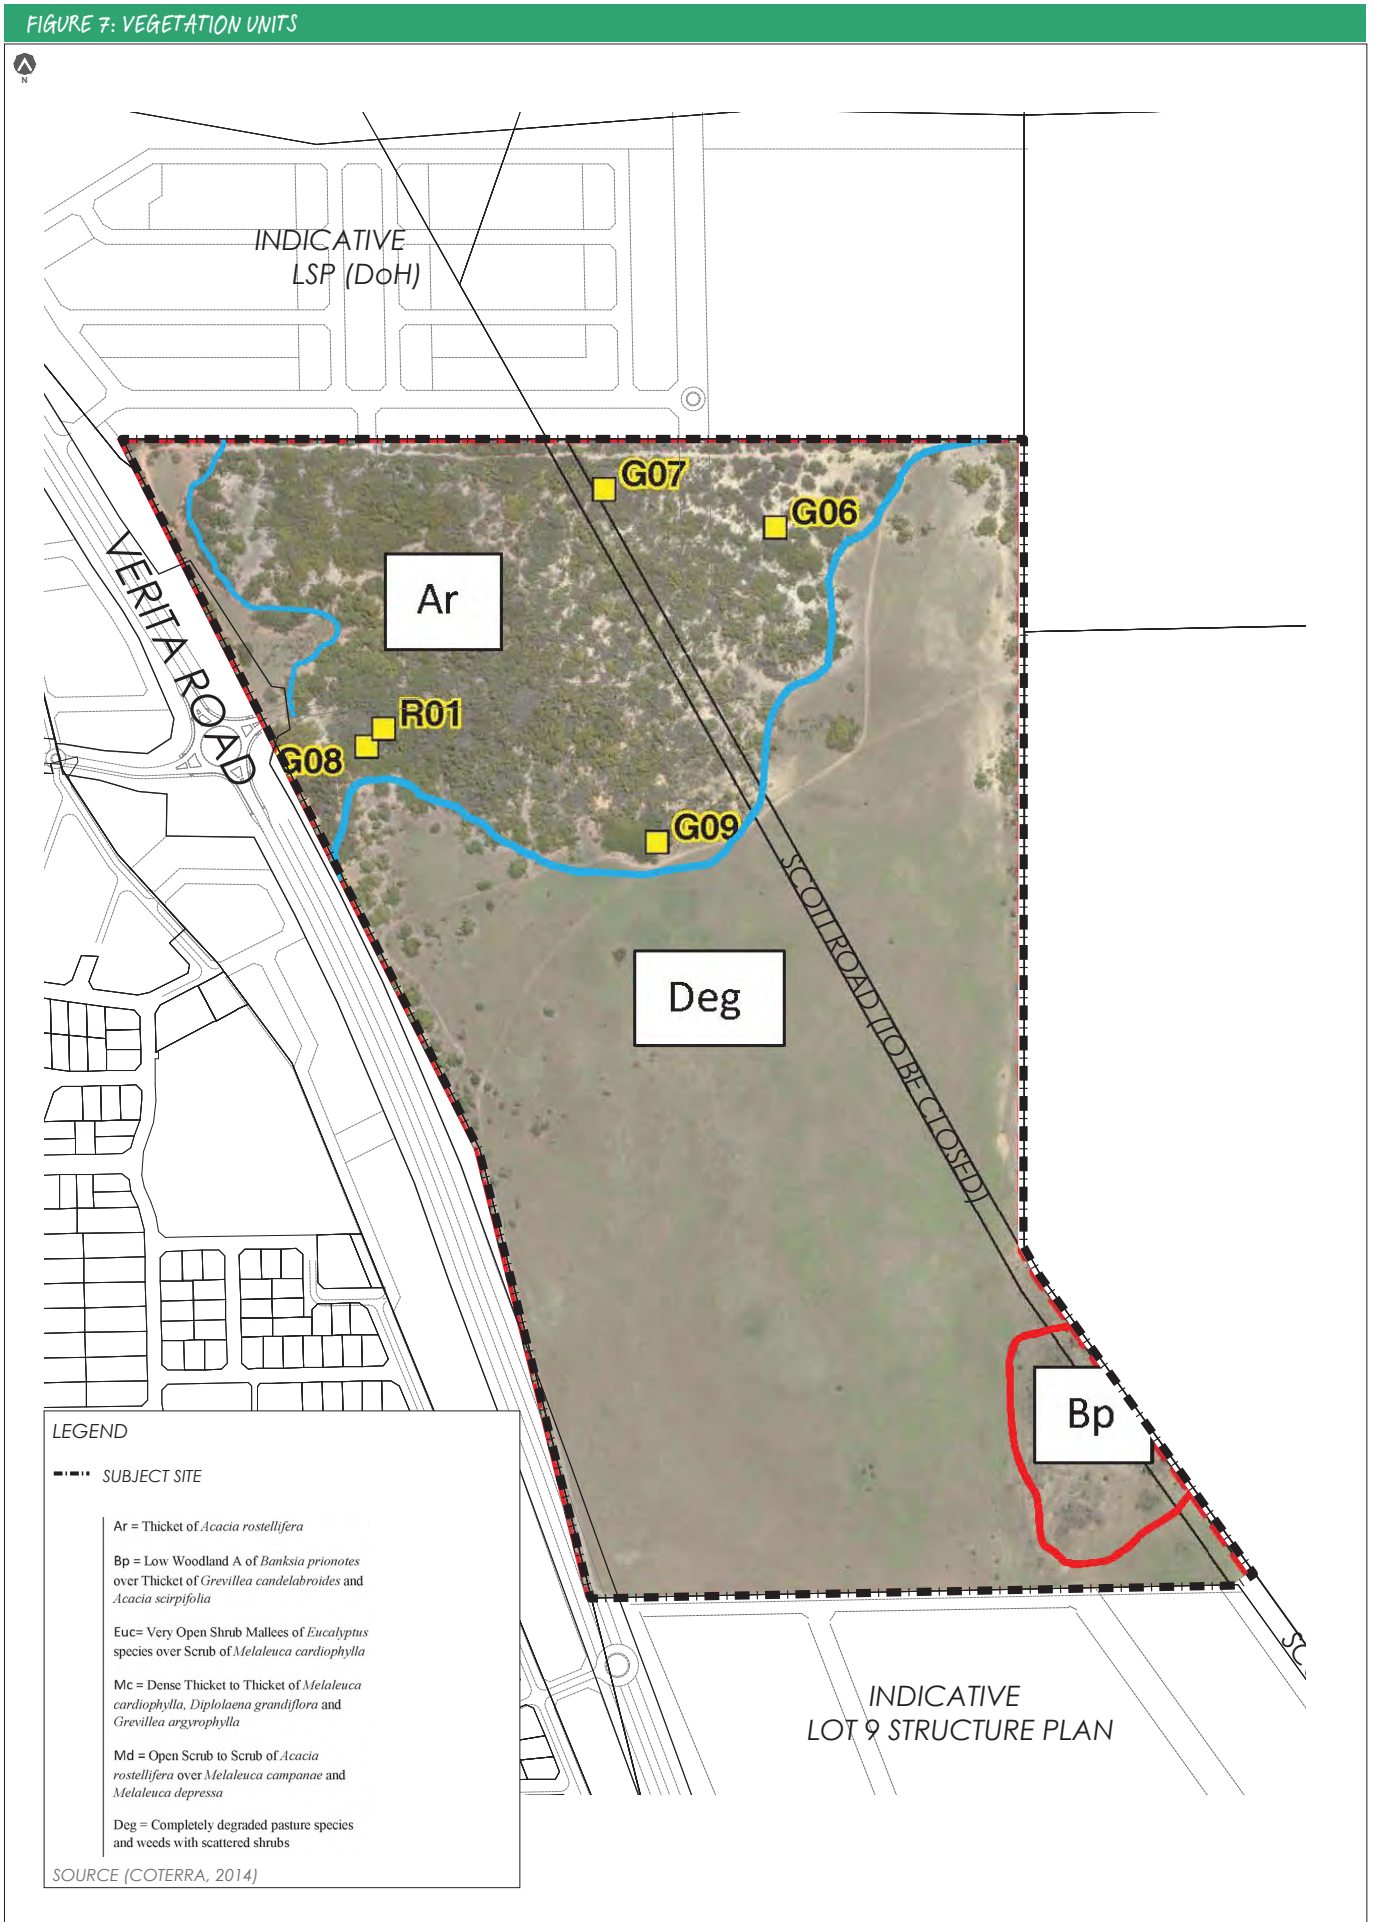 FIGURE 7: VEGETATION UNITS
N
INDICATIVE
LSP (DoH)
G07
G06
Ar
VERITA ROAD
R01
G08
G09
SCOTT ROAD (TO BE CLOSED)
Deg
Bp
SC
INDICATIVE
LOT 9 STRUCTURE PLAN
LEGEND
SUBJECT SITE
Ar = Thicket of Acacia rostellifera
Bp = Low Woodland A of Banksia prionotes
over Thicket of Grevillea candelabroides and
Acacia scirpifolia
Euc= Very Open Shrub Mallees of Eucalyptus
species over Scrub of Melaleuca cardiophylla
Mc = Dense Thicket to Thicket of Melaleuca
cardiophylla, Diplolaena grandiflora and
Grevillea argyrophylla
Md = Open Scrub to Scrub of Acacia
rostellifera over Melaleuca campanae and
Melaleuca depressa
Deg = Completely degraded pasture species
and weeds with scattered shrubs
SOURCE (COTERRA, 2014)